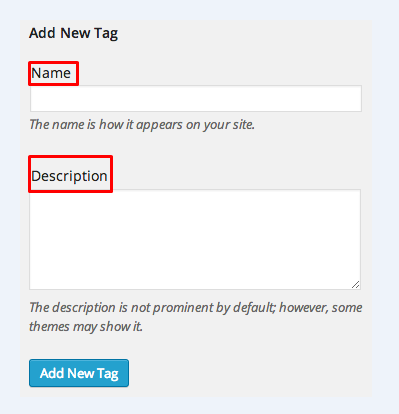 Add New Tag
Name
The name is how it appears on your site.
Description
The description is not prominent by default; however, some
themes may show it.
Add New Tag